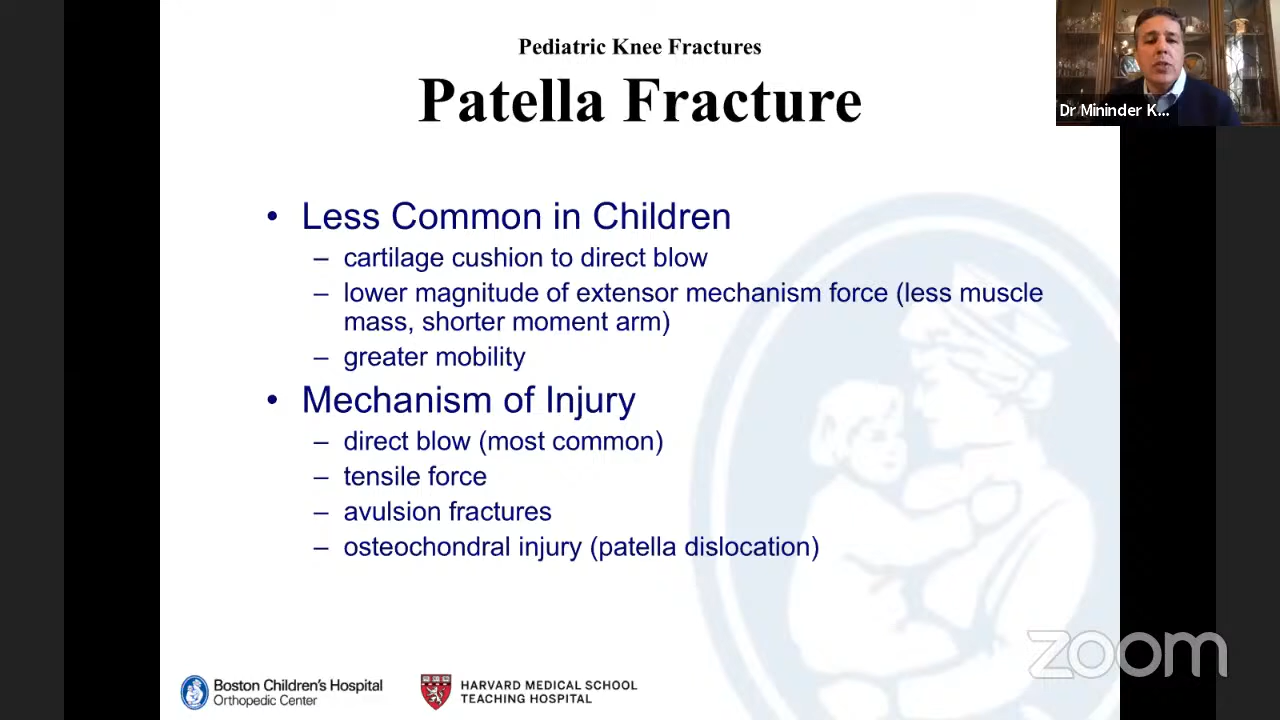 Pediatric Knee Fractures
Patella Fracture
Dr Mininder K...
• Less Common in Children
– cartilage cushion to direct blow
– lower magnitude of extensor mechanism force (less muscle
mass, shorter moment arm)
– greater mobility
• Mechanism of Injury
– direct blow (most common)
– tensile force
– avulsion fractures
– osteochondral injury (patella dislocation)
zoom
Boston Children's Hospital
Orthopedic Center
HARVARD MEDICAL SCHOOL
TEACHING HOSPITAL